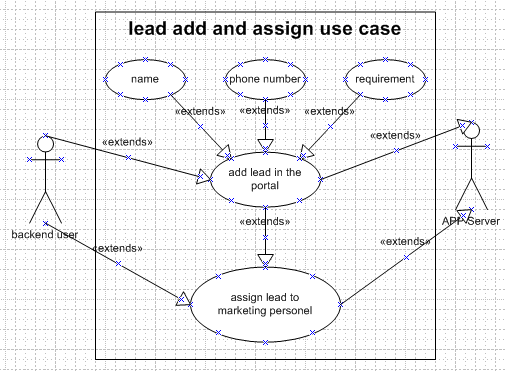 lead add and assign use case
name
phone number
requirement
«extends»
«extends»
«extends»
«extends»
«extends»
add lead in the
portal
backend user
APP Server
«extends»
«extends»
«extends»
assign lead to
marketing personel